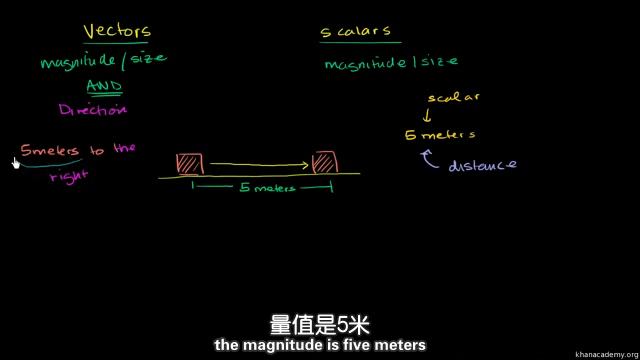 Vectors
magnitude/size
AND
Direction
5meters to the
right
scalars
magnitude/size
scalar
5 meters
distance
5 meters
量值是5米
the magnitude is five meters
khanacademy.org